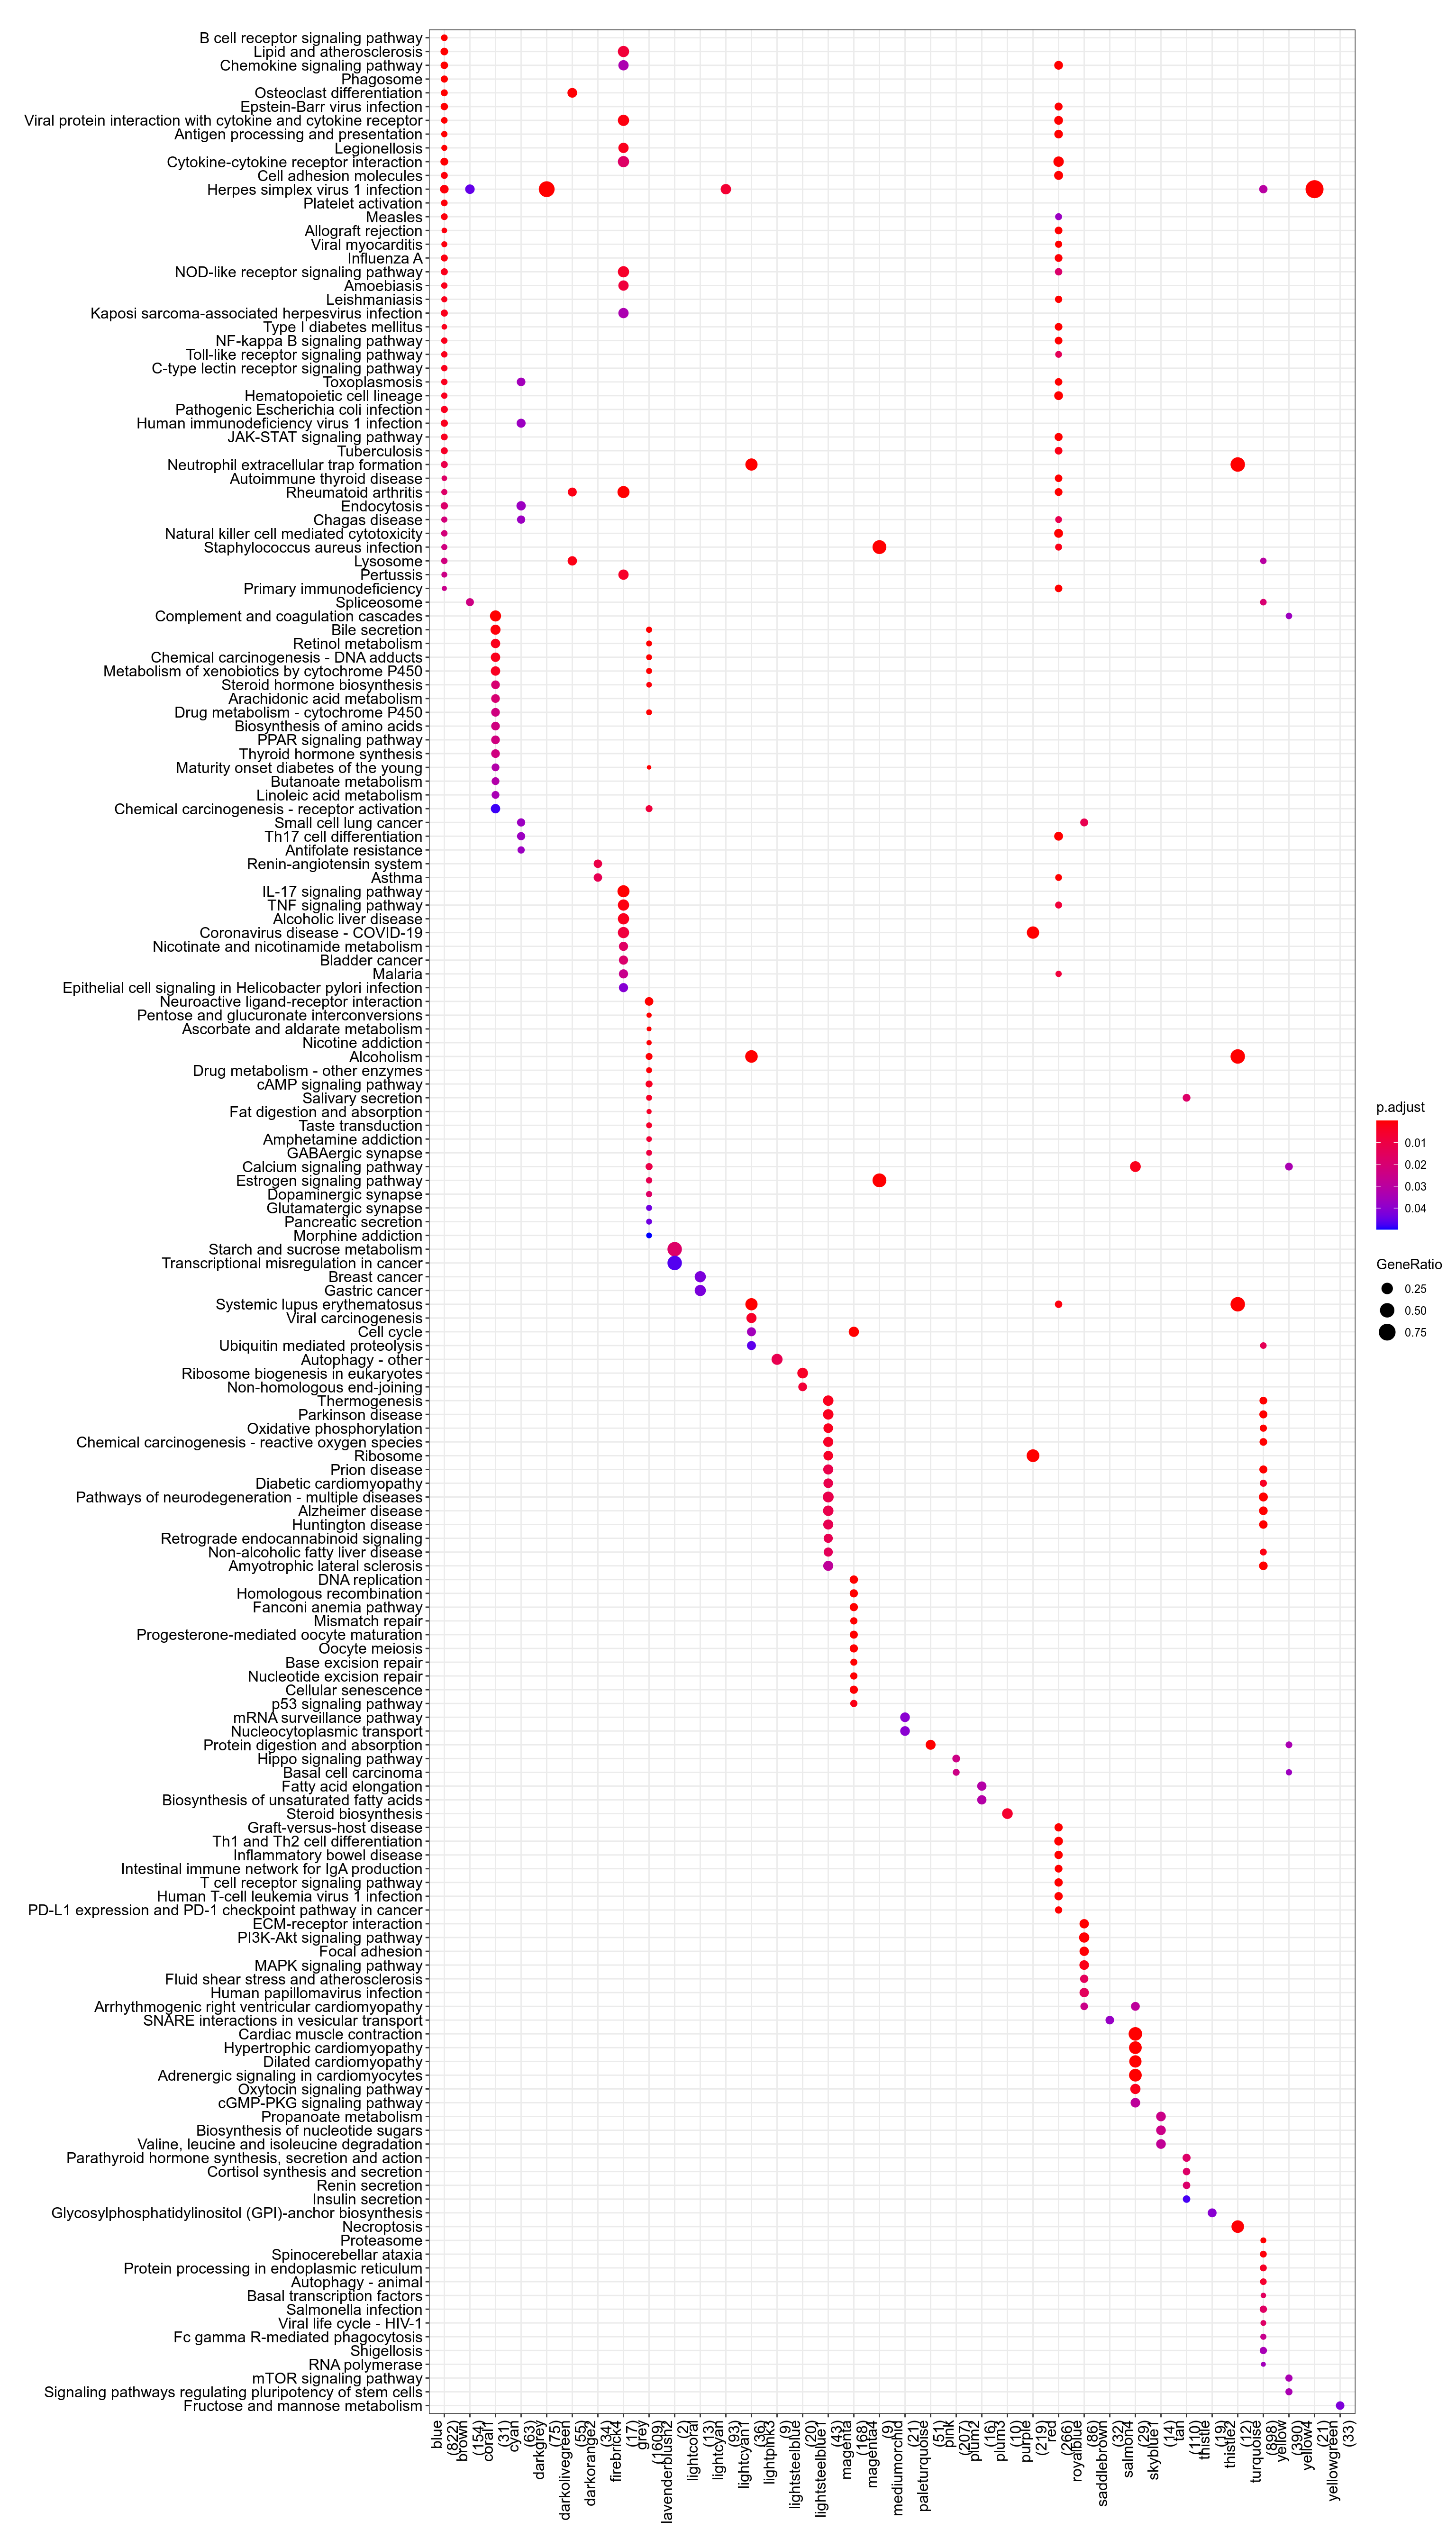 B cell receptor signaling pathway
Lipid and atherosclerosis
Chemokine signaling pathway
Phagosome
Osteoclast differentiation
Epstein-Barr virus infection
Viral protein interaction with cytokine and cytokine receptor
Antigen processing and presentation
Legionellosis
Cytokine-cytokine receptor interaction
Cell adhesion molecules
Herpes simplex virus 1 infection
Platelet activation
Measles
Allograft rejection
Viral myocarditis
Influenza A
NOD-like receptor signaling pathway
Amoebiasis
Leishmaniasis
Kaposi sarcoma-associated herpesvirus infection
Type I diabetes mellitus
NF-kappa B signaling pathway
Toll-like receptor signaling pathway
C-type lectin receptor signaling pathway
Toxoplasmosis
Hematopoietic cell lineage
Pathogenic Escherichia coli infection
Human immunodeficiency virus 1 infection
JAK-STAT signaling pathway
Tuberculosis
Neutrophil extracellular trap formation
Autoimmune thyroid disease
Rheumatoid arthritis
Endocytosis
Chagas disease
Natural killer cell mediated cytotoxicity
Staphylococcus aureus infection
Lysosome
Pertussis
Primary immunodeficiency
Spliceosome
Complement and coagulation cascades
Bile secretion
Retinol metabolism
Chemical carcinogenesis - DNA adducts
Metabolism of xenobiotics by cytochrome P450
Steroid hormone biosynthesis
Arachidonic acid metabolism
Drug metabolism - cytochrome P450
Biosynthesis of amino acids
PPAR signaling pathway
Thyroid hormone synthesis
Maturity onset diabetes of the young
Butanoate metabolism
Linoleic acid metabolism
Chemical carcinogenesis - receptor activation
Small cell lung cancer
Th17 cell differentiation
Antifolate resistance
Renin-angiotensin system
Asthma
IL-17 signaling pathway
TNF signaling pathway
Alcoholic liver disease
Coronavirus disease - COVID-19
Nicotinate and nicotinamide metabolism
Bladder cancer
Malaria
Epithelial cell signaling in Helicobacter pylori infection
Neuroactive ligand-receptor interaction
Pentose and glucuronate interconversions
Ascorbate and aldarate metabolism
Nicotine addiction
Alcoholism
Drug metabolism - other enzymes
cAMP signaling pathway
Salivary secretion
Fat digestion and absorption
Taste transduction
Amphetamine addiction
GABAergic synapse
Calcium signaling pathway
Estrogen signaling pathway
Dopaminergic synapse
Glutamatergic synapse
Pancreatic secretion
Morphine addiction
Starch and sucrose metabolism
Transcriptional misregulation in cancer
Breast cancer
Gastric cancer
Systemic lupus erythematosus
Viral carcinogenesis
Cell cycle
Ubiquitin mediated proteolysis
Autophagy - other
Ribosome biogenesis in eukaryotes
Non-homologous end-joining
Thermogenesis
Parkinson disease
Oxidative phosphorylation
Chemical carcinogenesis - reactive oxygen species
Ribosome
Prion disease
Diabetic cardiomyopathy
Pathways of neurodegeneration - multiple diseases
Alzheimer disease
Huntington disease
Retrograde endocannabinoid signaling
Non-alcoholic fatty liver disease
Amyotrophic lateral sclerosis
DNA replication
Homologous recombination
Fanconi anemia pathway
Mismatch repair
Progesterone-mediated oocyte maturation
Oocyte meiosis
Base excision repair
Nucleotide excision repair
Cellular senescence
p53 signaling pathway
mRNA surveillance pathway
Nucleocytoplasmic transport
Protein digestion and absorption
Hippo signaling pathway
Basal cell carcinoma
Fatty acid elongation
Biosynthesis of unsaturated fatty acids
Steroid biosynthesis
Graft-versus-host disease
Th1 and Th2 cell differentiation
Inflammatory bowel disease
Intestinal immune network for IgA production
T cell receptor signaling pathway
Human T-cell leukemia virus 1 infection
PD-L1 expression and PD-1 checkpoint pathway in cancer
ECM-receptor interaction
PI3K-Akt signaling pathway
Focal adhesion
MAPK signaling pathway
Fluid shear stress and atherosclerosis
Human papillomavirus infection
Arrhythmogenic right ventricular cardiomyopathy
SNARE interactions in vesicular transport
Cardiac muscle contraction
Hypertrophic cardiomyopathy
Dilated cardiomyopathy
Adrenergic signaling in cardiomyocytes
Oxytocin signaling pathway
cGMP-PKG signaling pathway
Propanoate metabolism
Biosynthesis of nucleotide sugars
Valine, leucine and isoleucine degradation
Parathyroid hormone synthesis, secretion and action
Cortisol synthesis and secretion
Renin secretion
Insulin secretion
Glycosylphosphatidylinositol (GPI)-anchor biosynthesis
Necroptosis
Proteasome
Spinocerebellar ataxia
Protein processing in endoplasmic reticulum
Autophagy - animal
Basal transcription factors
Salmonella infection
Viral life cycle - HIV-1
Fc gamma R-mediated phagocytosis
Shigellosis
RNA polymerase
mTOR signaling pathway
Signaling pathways regulating pluripotency of stem cells
Fructose and mannose metabolism
blue
(822)
brown
(154)
coral1
(31)
cyan
(63)
darkgrey
(75)
darkolivegreen
(55)
darkorange2
(34)
firebrick4
(17)
grey
(1609)
lavenderblush2
(2)
lightcoral
(13)
lightcyan
(93)
lightcyan1
(36)
lightpink3
(9)
lightsteelblue
(20)
lightsteelblue1
(43)
magenta
(168)
magenta4
(9)
mediumorchid
(21)
paleturquoise
(51)
pink
(207)
plum2
(16)
plum3
(10)
purple
(219)
red
(266)
royalblue
(86)
saddlebrown
(32)
salmon4
(29)
skyblue1
(14)
tan
(110)
thistle
(19)
thistle2
(12)
turquoise
(898)
yellow
(390)
yellow4
(21)
yellowgreen
(33)
p.adjust
0.01
0.02
0.03
0.04
GeneRatio
0.25
0.50
0.75